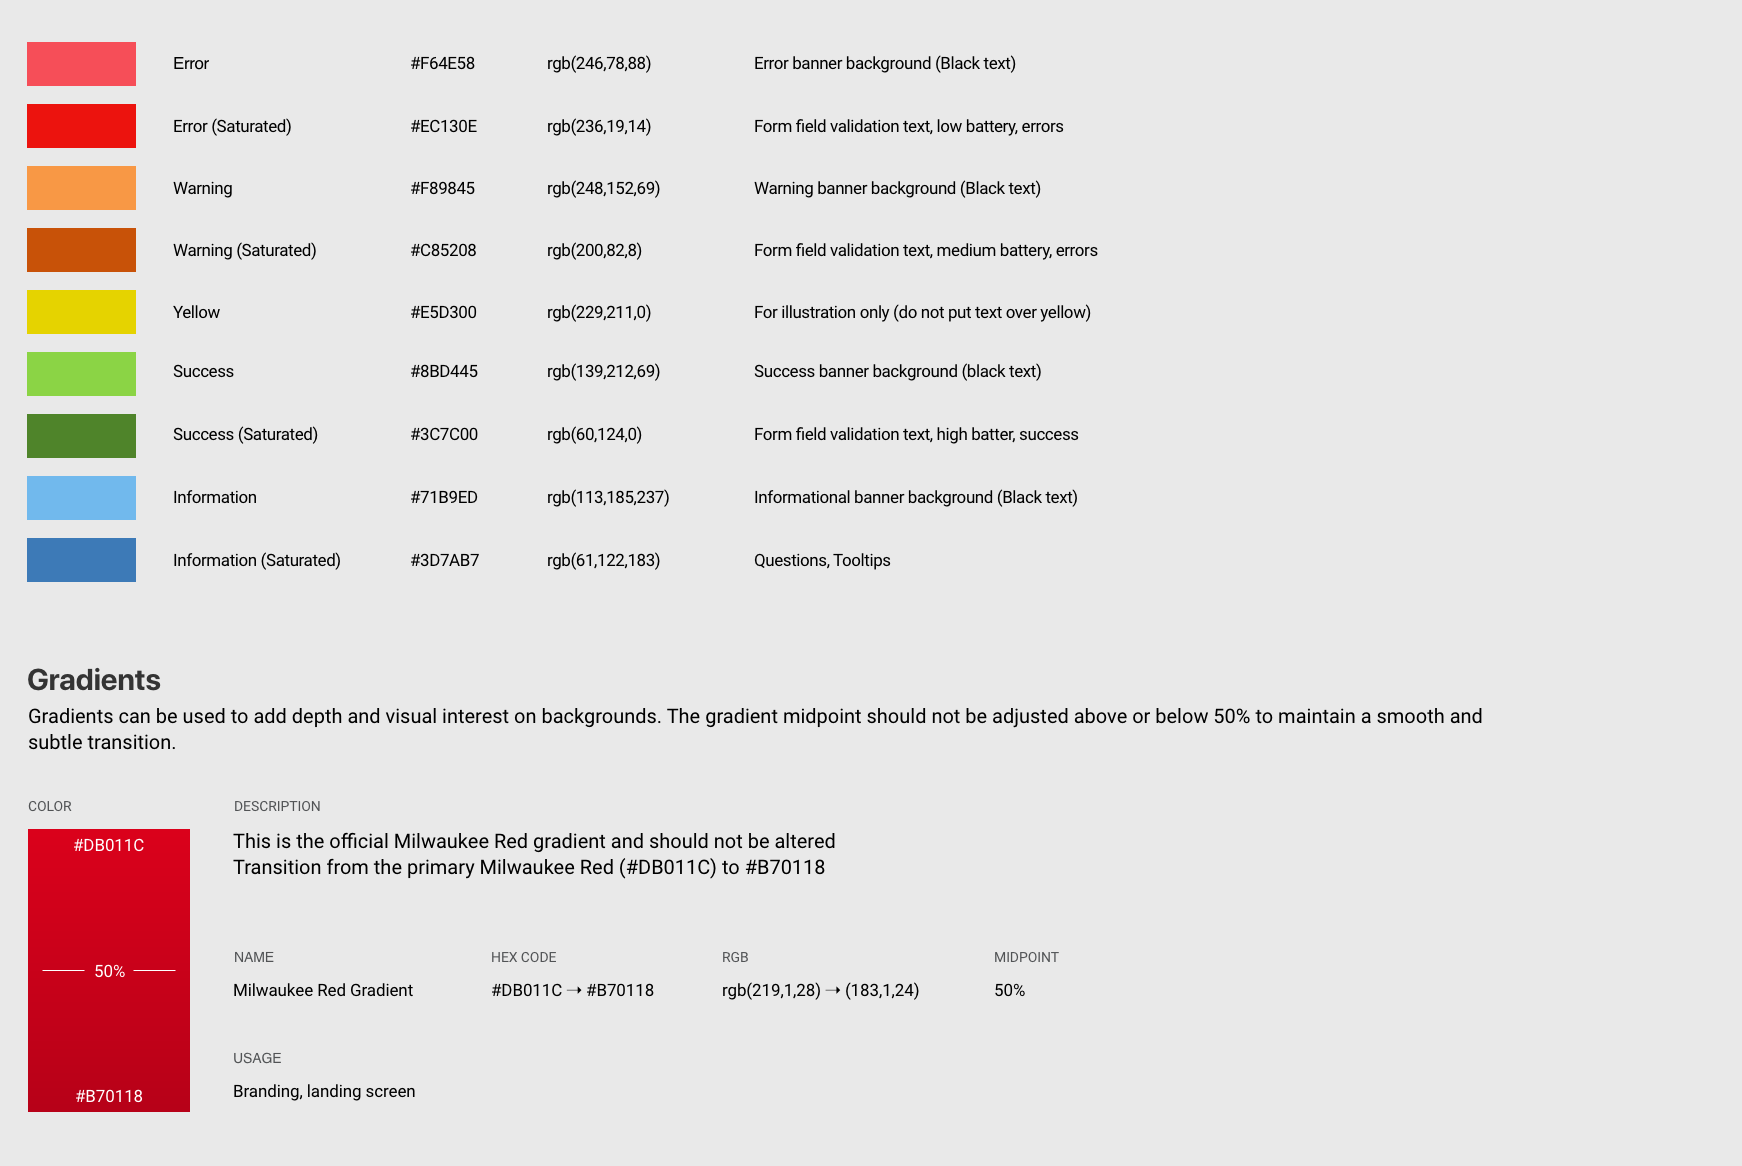 Error #F64E58 rgb(246,78,88) Error banner background (Black text)
Error (Saturated) #EC130E rgb(236,19,14) Form field validation text, low battery, errors
Warning #F89845 rgb(248,152,69) Warning banner background (Black text)
Warning (Saturated) #C85208 rgb(200,82,8) Form field validation text, medium battery, errors
Yellow #E5D300 rgb(229,211,0) For illustration only (do not put text over yellow)
Success #8BD445 rgb(139,212,69) Success banner background (black text)
Success (Saturated) #3C7C00 rgb(60,124,0) Form field validation text, high batter, success
Information #71B9ED rgb(113,185,237) Informational banner background (Black text)
Information (Saturated) #3D7AB7 rgb(61,122,183) Questions, Tooltips
Gradients
Gradients can be used to add depth and visual interest on backgrounds. The gradient midpoint should not be adjusted above or below 50% to maintain a smooth and
subtle transition.
COLOR DESCRIPTION
#DB011C
50%
#B70118
This is the official Milwaukee Red gradient and should not be altered
Transition from the primary Milwaukee Red (#DB011C) to #B70118
NAME HEX CODE RGB MIDPOINT
Milwaukee Red Gradient #DB011C → #B70118 rgb(219,1,28) → (183,1,24) 50%
USAGE
Branding, landing screen